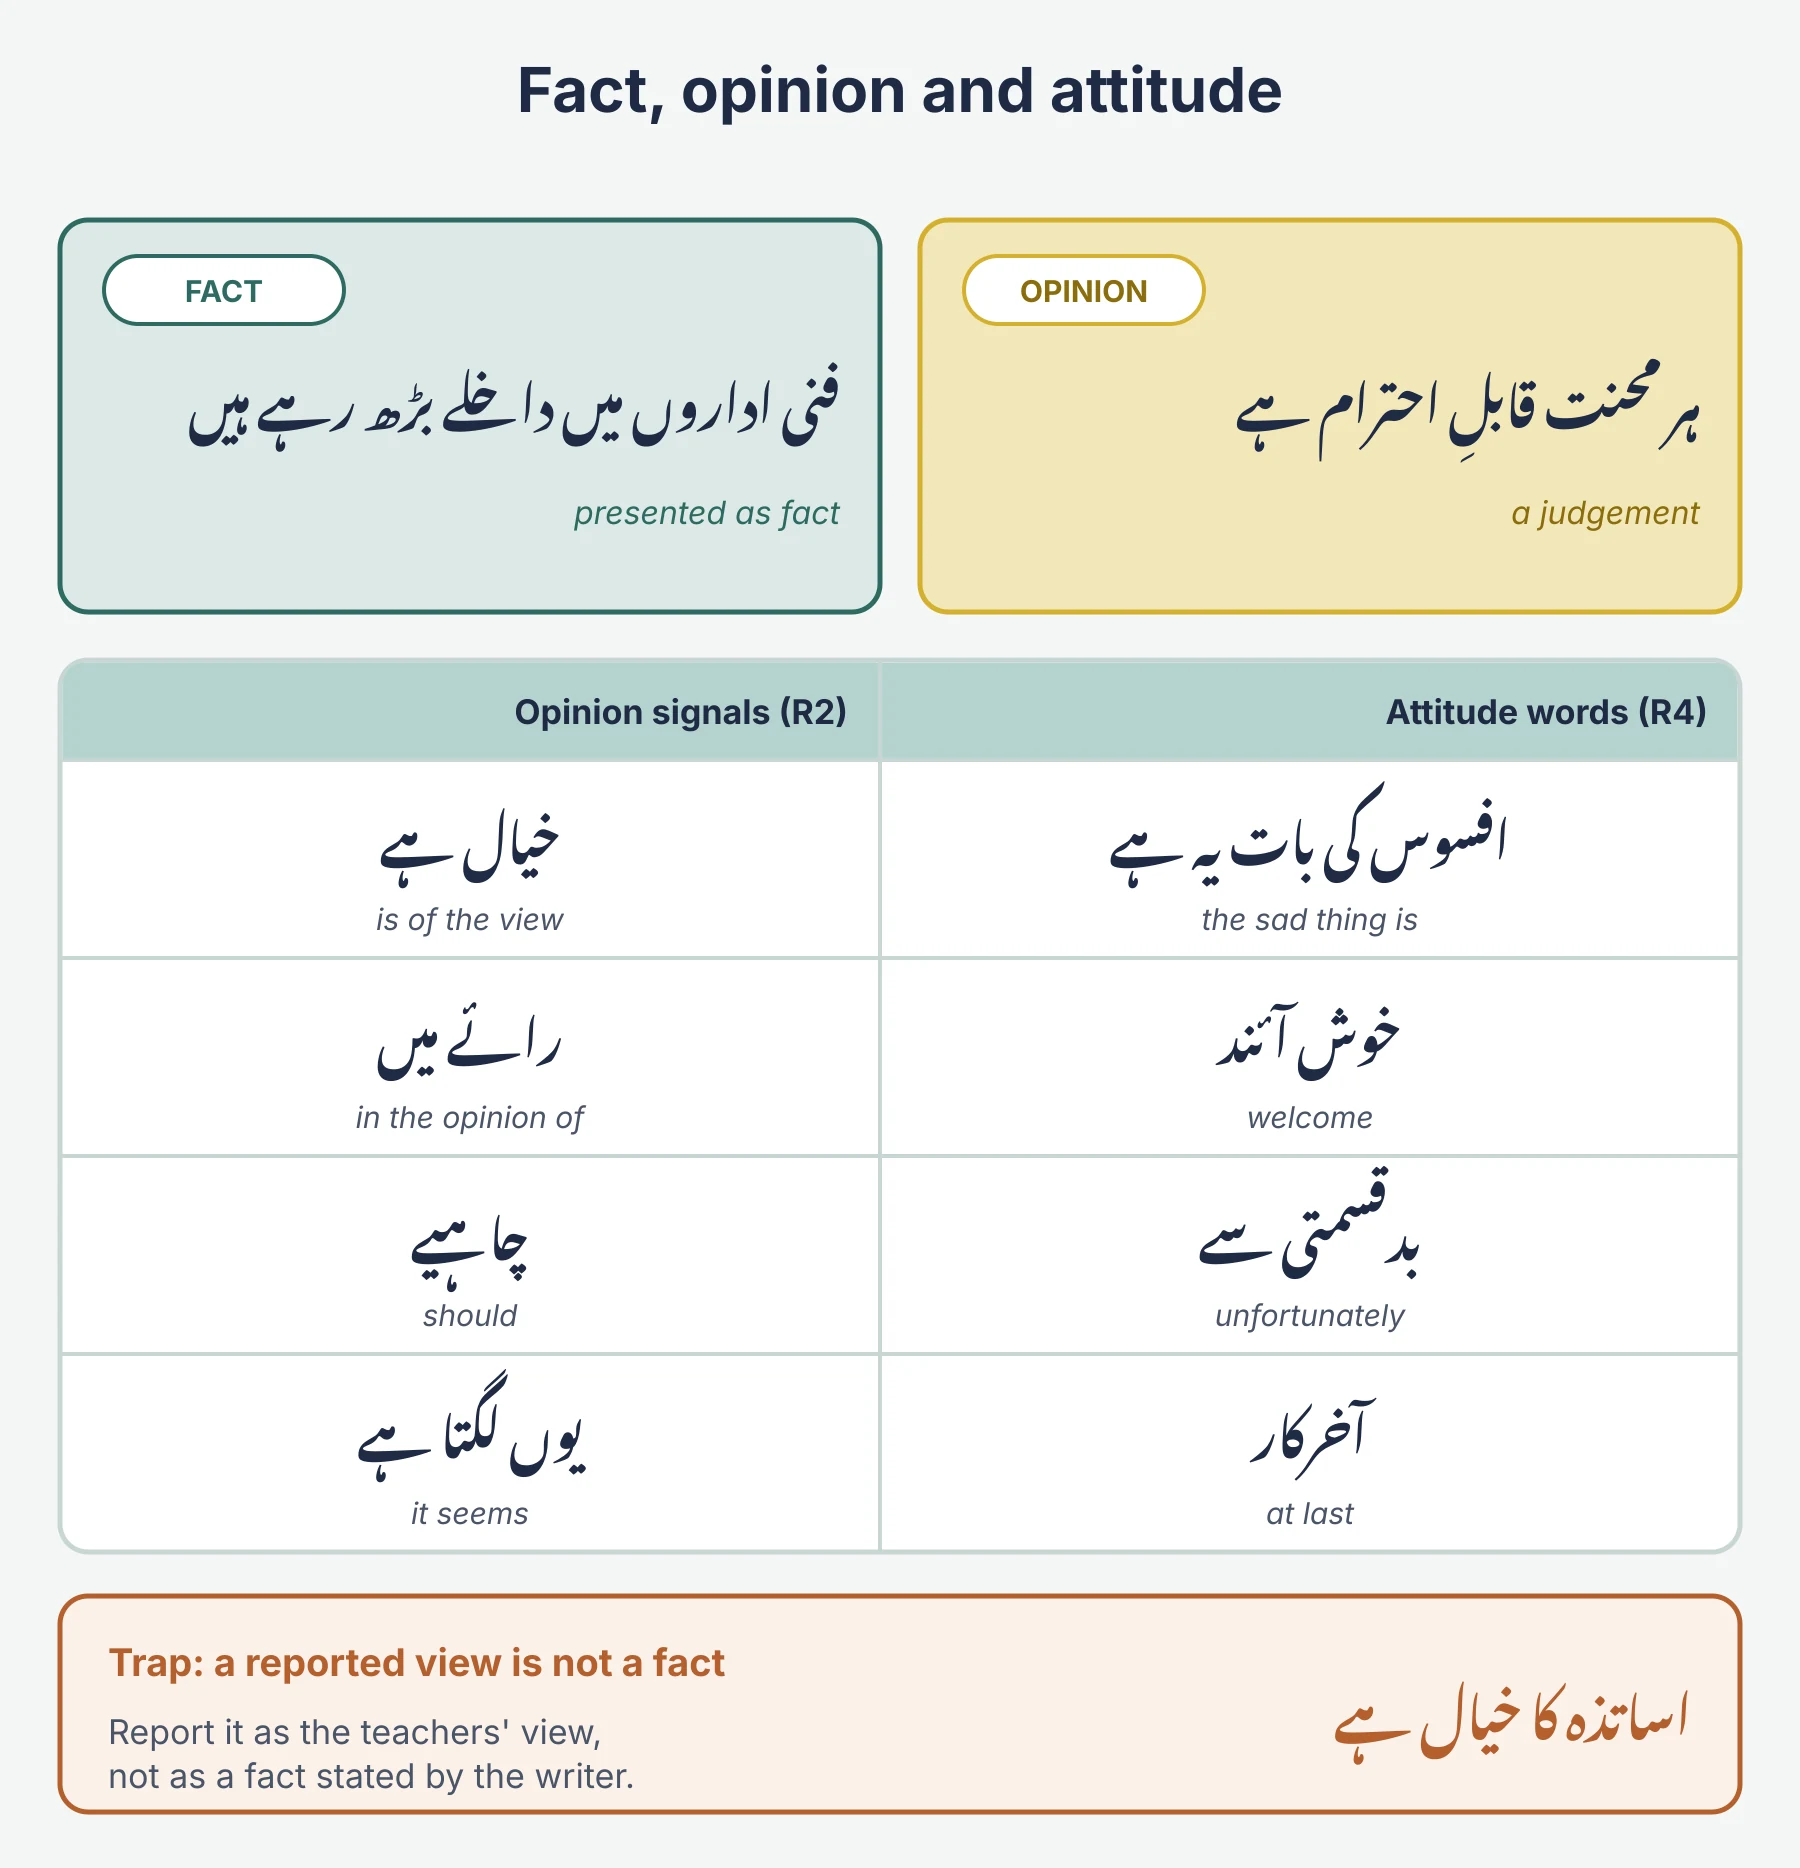 Fact, opinion and attitude
FACT
فنی اداروں میں داخلے بڑھ رہے ہیں
presented as fact
OPINION
ہر محنت قابلِ احترام ہے
a judgement
Opinion signals (R2)
Attitude words (R4)
خیال ہے
is of the view
افسوس کی بات یہ ہے
the sad thing is
رائے میں
in the opinion of
خوش آئند
welcome
چاہیے
should
بدقسمتی سے
unfortunately
یوں لگتا ہے
it seems
آخرکار
at last
Trap: a reported view is not a fact
Report it as the teachers' view,
not as a fact stated by the writer.
اساتذہ کا خیال ہے